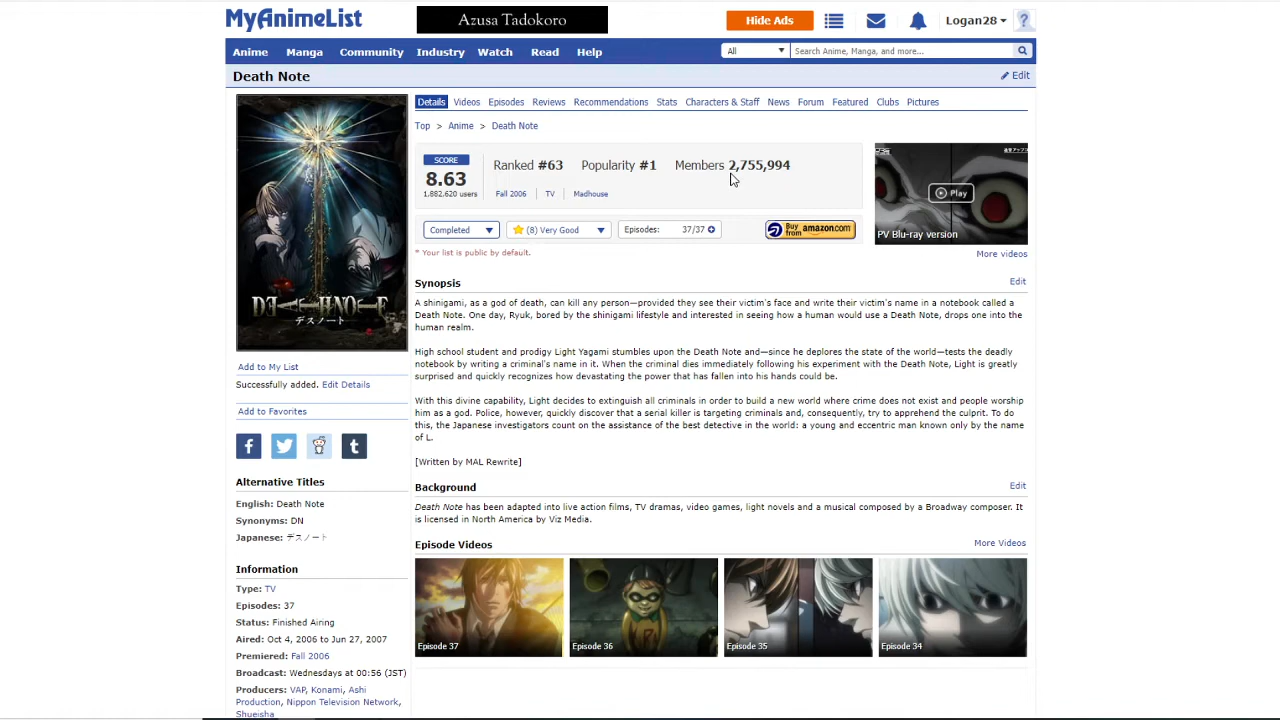 MyAnimeList
Azusa Tadokoro
Hide Ads
Logan28
Anime Manga Community Industry Watch Read Help
All
Search Anime, Manga, and more...
Death Note
Edit
Details Videos Episodes Reviews Recommendations Stats Characters & Staff News Forum Featured Clubs Pictures
Top > Anime > Death Note
SCORE
8.63
1,882,620 users
Ranked #63 Popularity #1 Members 2,755,994
Fall 2006 | TV | Madhouse
Play
PV Blu-ray version
Completed
(8) Very Good
Episodes: 37/37
Buy from amazon.com
* Your list is public by default.
More videos
DEATH NOTE
デスノート
Synopsis
Edit
A shinigami, as a god of death, can kill any person—provided they see their victim's face and write their victim's name in a notebook called a
Death Note. One day, Ryuk, bored by the shinigami lifestyle and interested in seeing how a human would use a Death Note, drops one into the
human realm.
High school student and prodigy Light Yagami stumbles upon the Death Note and—since he deplores the state of the world—tests the deadly
notebook by writing a criminal's name in it. When the criminal dies immediately following his experiment with the Death Note, Light is greatly
surprised and quickly recognizes how devastating the power that has fallen into his hands could be.
With this divine capability, Light decides to extinguish all criminals in order to build a new world where crime does not exist and people worship
him as a god. Police, however, quickly discover that a serial killer is targeting criminals and, consequently, try to apprehend the culprit. To do
this, the Japanese investigators count on the assistance of the best detective in the world: a young and eccentric man known only by the name
of L.
[Written by MAL Rewrite]
Background
Edit
Death Note has been adapted into live action films, TV dramas, video games, light novels and a musical composed by a Broadway composer. It
is licensed in North America by Viz Media.
Episode Videos
More Videos
Episode 37
Episode 36
Episode 35
Episode 34
Add to My List
Successfully added. Edit Details
Add to Favorites
Alternative Titles
English: Death Note
Synonyms: DN
Japanese: デスノート
Information
Type: TV
Episodes: 37
Status: Finished Airing
Aired: Oct 4, 2006 to Jun 27, 2007
Premiered: Fall 2006
Broadcast: Wednesdays at 00:56 (JST)
Producers: VAP, Konami, Ashi
Production, Nippon Television Network,
Shueisha